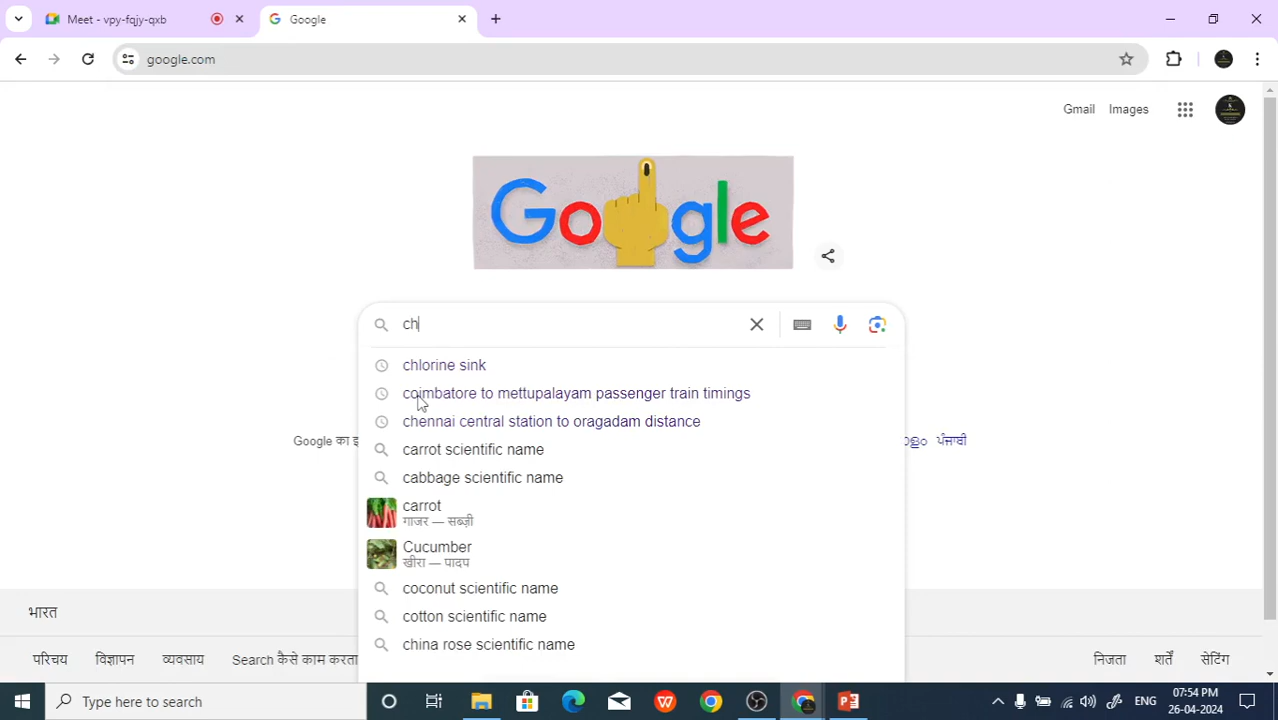 Meet - vpy-fqjy-qxb
Google
google.com
Gmail Images
Google
ch
chlorine sink
coimbatore to mettupalayam passenger train timings
chennai central station to oragadam distance
carrot scientific name
Google का
ਪੰਜਾਬੀ
cabbage scientific name
carrot
गाजर — सब्ज़ी
Cucumber
खीरा — पादप
coconut scientific name
भारत
cotton scientific name
china rose scientific name
परिचय विज्ञापन व्यवसाय Search कैसे काम करता
निजता शर्तें सेटिंग
Type here to search
ENG
07:54 PM
26-04-2024